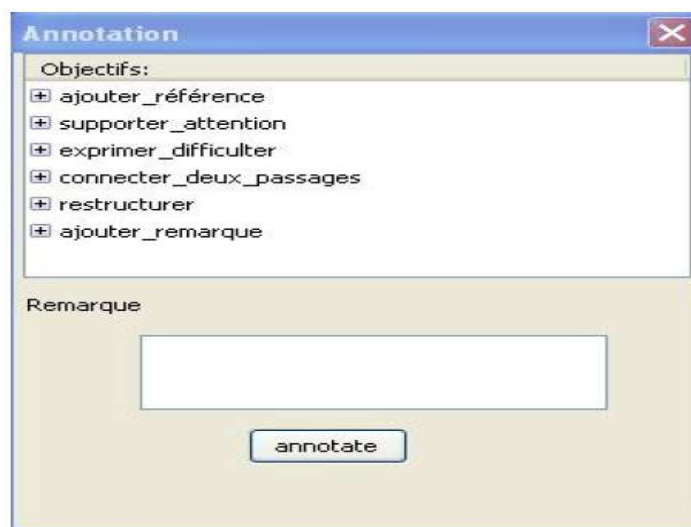 Annotation
Objectifs:
ajouter_référence
supporter_attention
exprimer_difficulter
connecter_deux_passages
restructurer
ajouter_remarque
Remarque
annotate